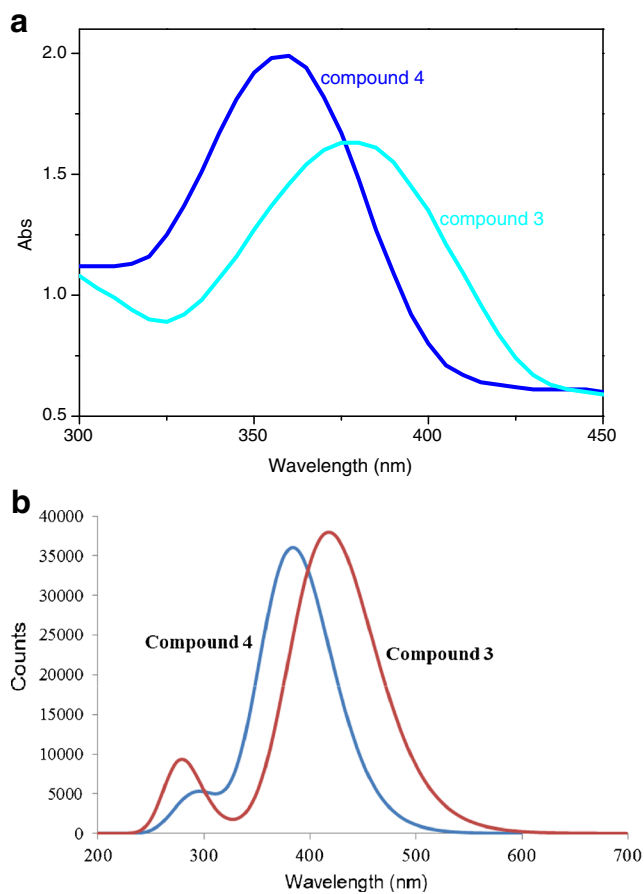 a
2.0
compound 4
1.5
compound 3
Abs
1.0
0.5
300
350
400
450
Wavelength (nm)
b
40000
35000
30000
25000
Compound 4
Compound 3
Counts
20000
15000
10000
5000
0
200
300
400
500
600
700
Wavelength (nm)